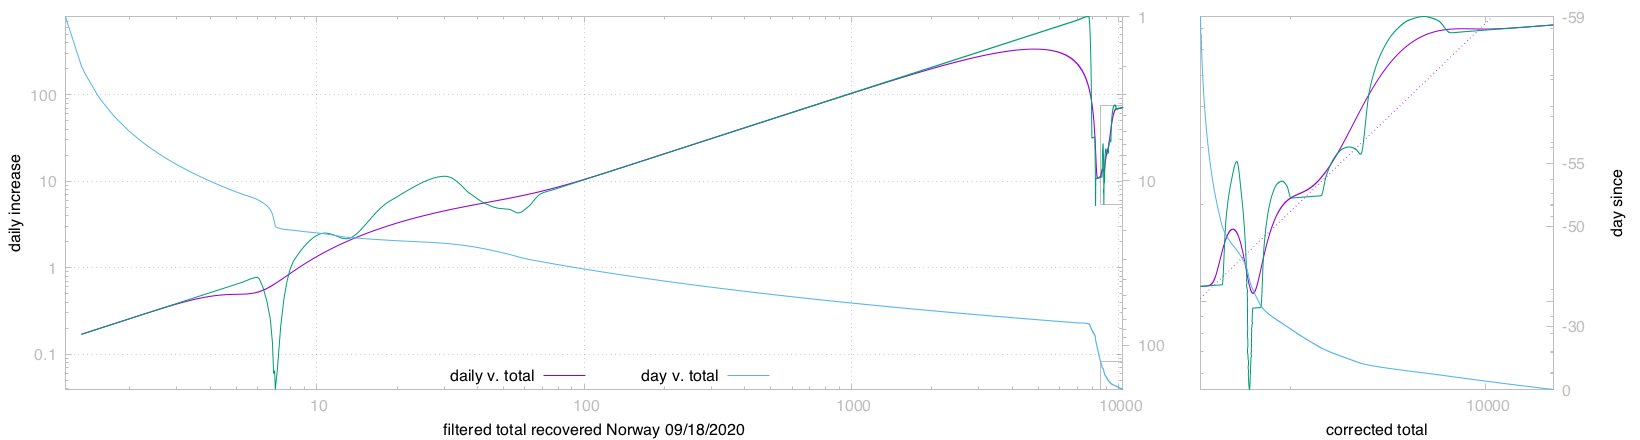 daily increase
100
10
1
0.1
10
100
1000
10000
filtered total recovered Norway 09/18/2020
daily v. total
day v. total
1
10
100
-59
-55
-50
-30
0
day since
10000
corrected total